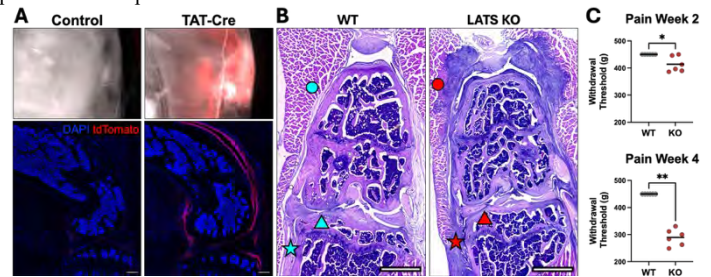 A
Control
TAT-Cre
DAPI tdTomato
B
WT
LATS KO
C
Pain Week 2
*
Withdrawal
Threshold (g)
500
400
300
200
WT
KO
Pain Week 4
**
Withdrawal
Threshold (g)
500
400
300
200
WT
KO